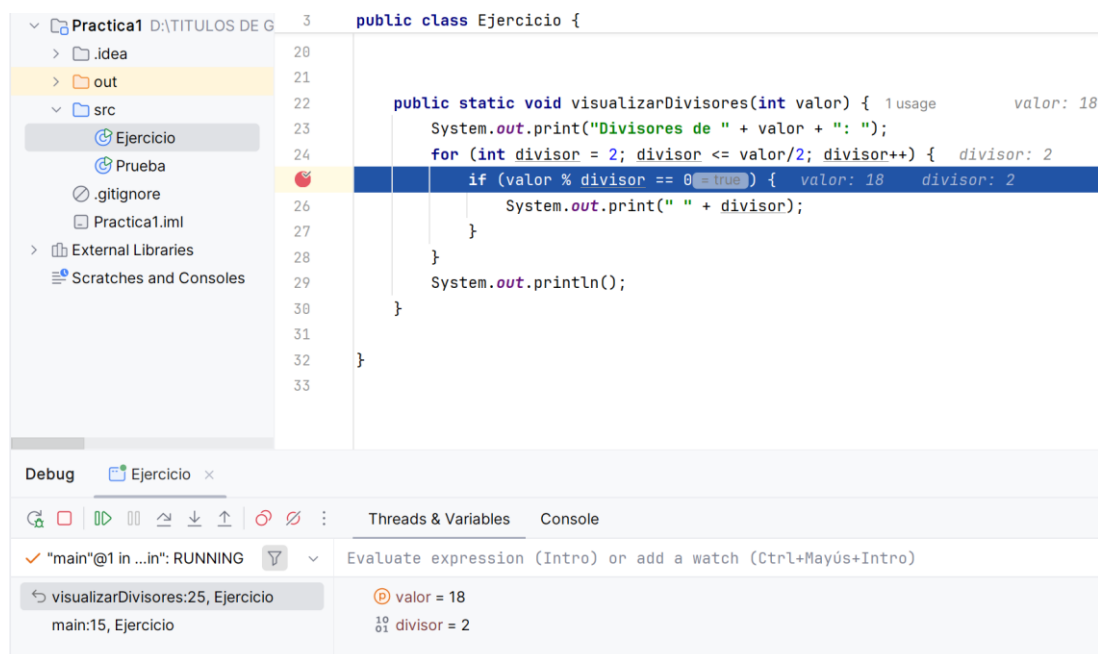 Practica1 D:\TITULOS DE G
.idea
out
src
Ejercicio
Prueba
.gitignore
Practica1.iml
External Libraries
Scratches and Consoles
3 public class Ejercicio {
20
21
22 public static void visualizarDivisores(int valor) { 1 usage valor: 18
23 System.out.print("Divisores de " + valor + ": ");
24 for (int divisor = 2; divisor <= valor/2; divisor++) { divisor: 2
if (valor % divisor == 0 = true ) { valor: 18 divisor: 2
26 System.out.print(" " + divisor);
27 }
28 }
29 System.out.println();
30 }
31
32 }
33
Debug Ejercicio
Threads & Variables Console
"main"@1 in ...in": RUNNING
Evaluate expression (Intro) or add a watch (Ctrl+Mayús+Intro)
visualizarDivisores:25, Ejercicio
main:15, Ejercicio
valor = 18
divisor = 2